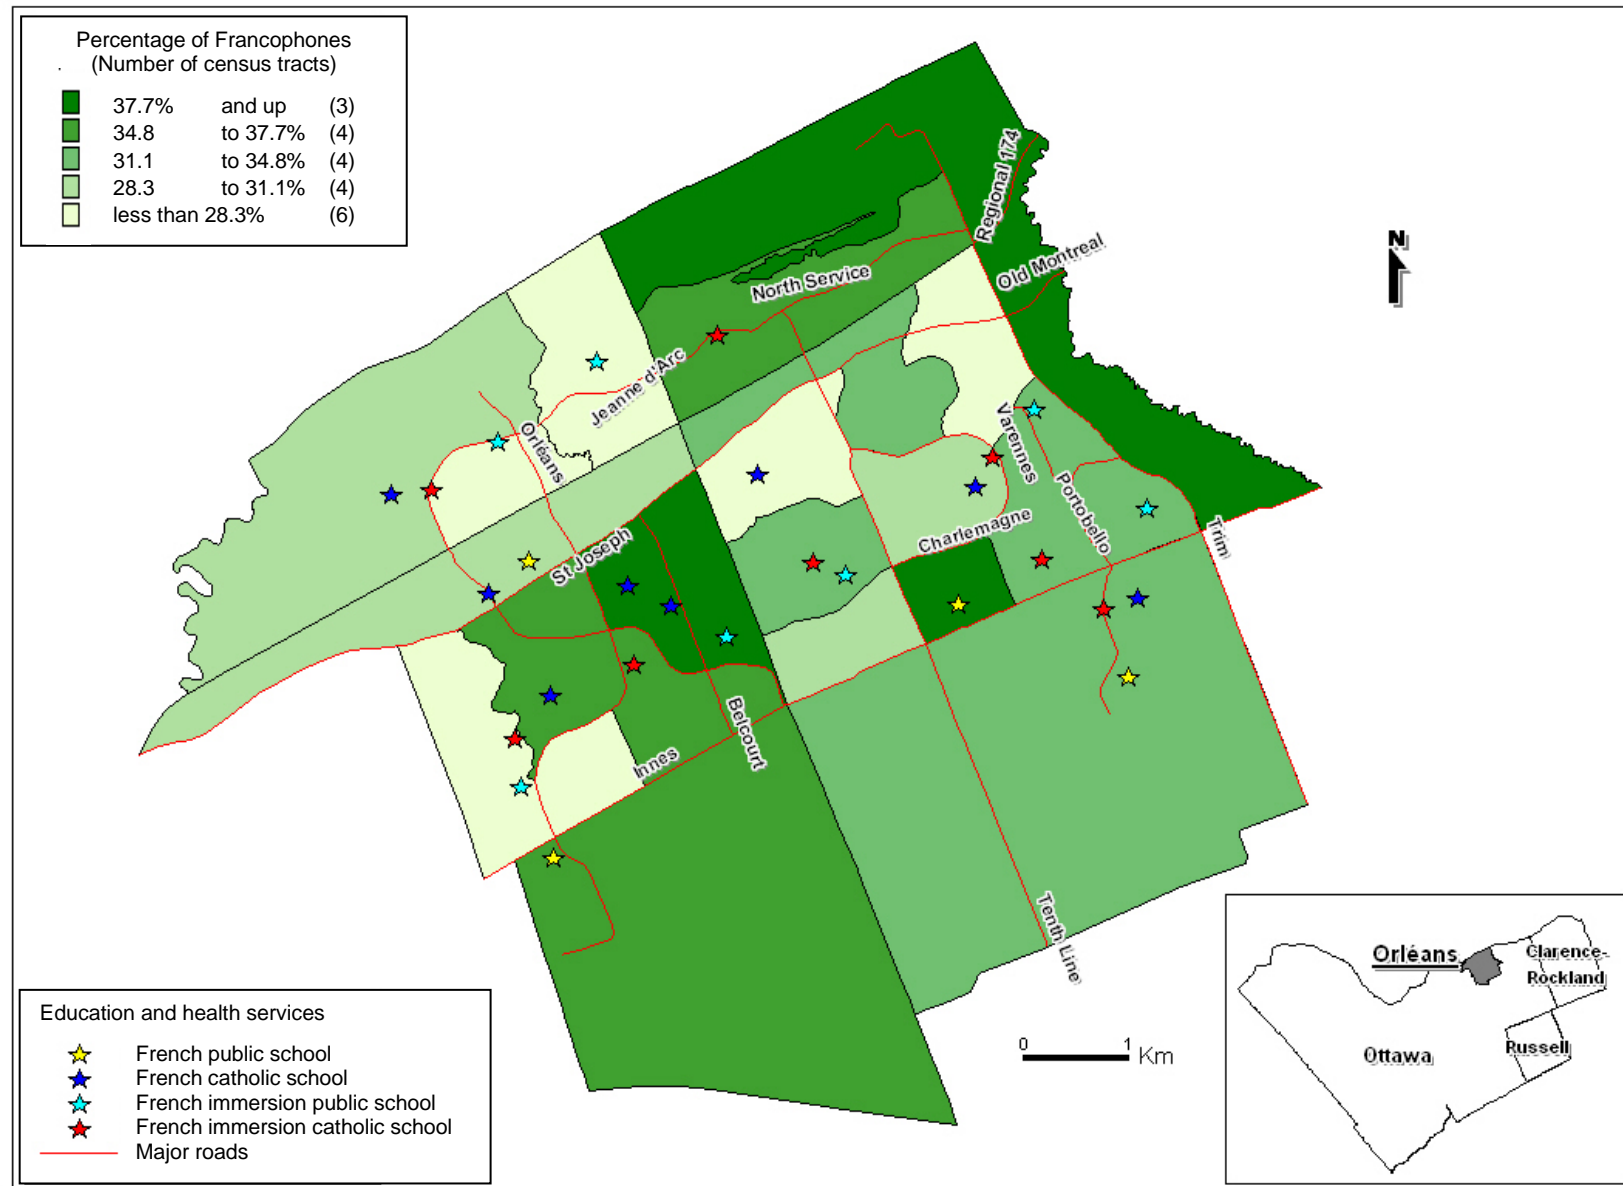 Percentage of Francophones
(Number of census tracts)
37.7% and up (3)
34.8 to 37.7% (4)
31.1 to 34.8% (4)
28.3 to 31.1% (4)
less than 28.3% (6)
Regional 174
N
Old Montreal
North Service
Jeanne d'Arc
Orléans
Varennes
Portobello
Charlemagne
St Joseph
Trim
Belcourt
Innes
Tenth Line
0 1 Km
Education and health services
French public school
French catholic school
French immersion public school
French immersion catholic school
Major roads
Orléans
Clarence-
Rockland
Ottawa
Russell